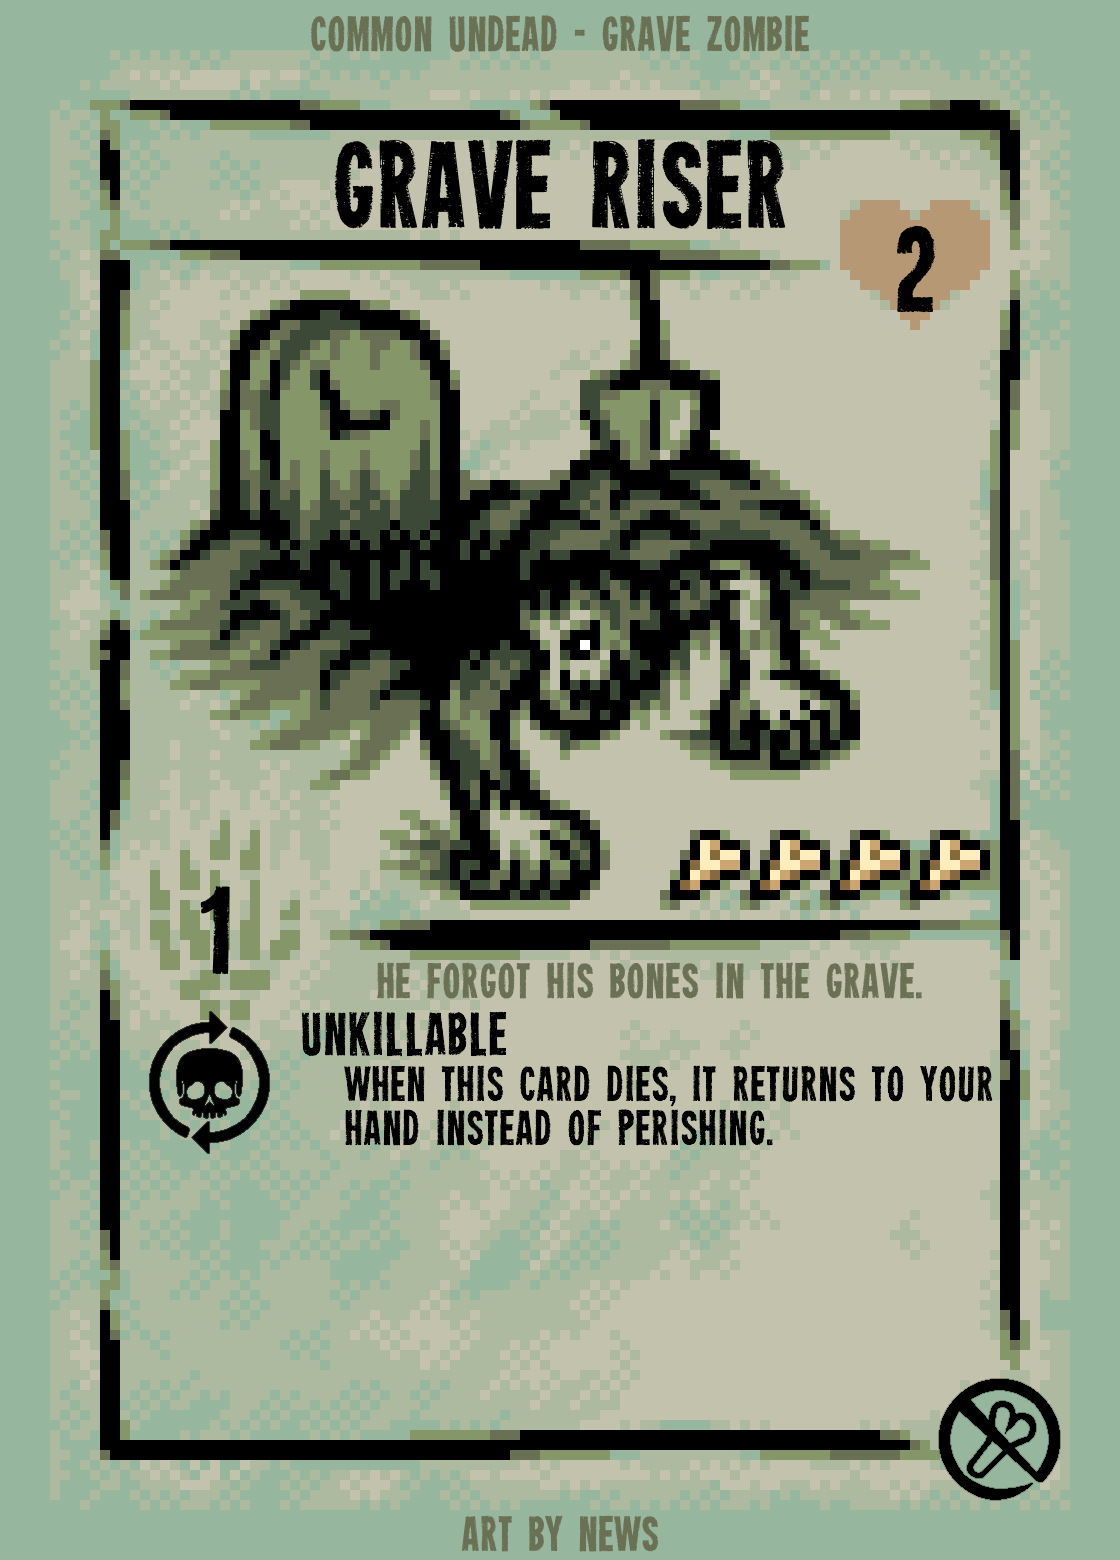 COMMON UNDEAD - GRAVE ZOMBIE
GRAVE RISER
2
1
HE FORGOT HIS BONES IN THE GRAVE.
UNKILLABLE
WHEN THIS CARD DIES, IT RETURNS TO YOUR
HAND INSTEAD OF PERISHING.
ART BY NEWS